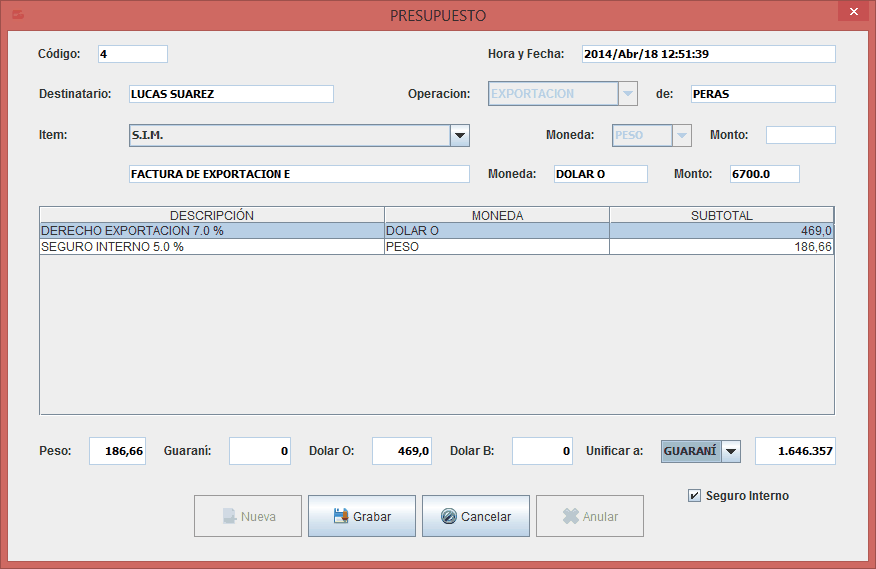 PRESUPUESTO
Código: 4 Hora y Fecha: 2014/Abr/18 12:51:39
Destinatario: LUCAS SUAREZ Operacion: EXPORTACION de: PERAS
Item: S.I.M. Moneda: PESO Monto:
FACTURA DE EXPORTACION E Moneda: DOLAR O Monto: 6700.0
DESCRIPCIÓN MONEDA SUBTOTAL
DERECHO EXPORTACION 7.0 % DOLAR O 469,0
SEGURO INTERNO 5.0 % PESO 186,66
Peso: 186,66 Guaraní: 0 Dolar O: 469,0 Dolar B: 0 Unificar a: GUARANÍ 1.646.357
Seguro Interno
Nueva Grabar Cancelar Anular